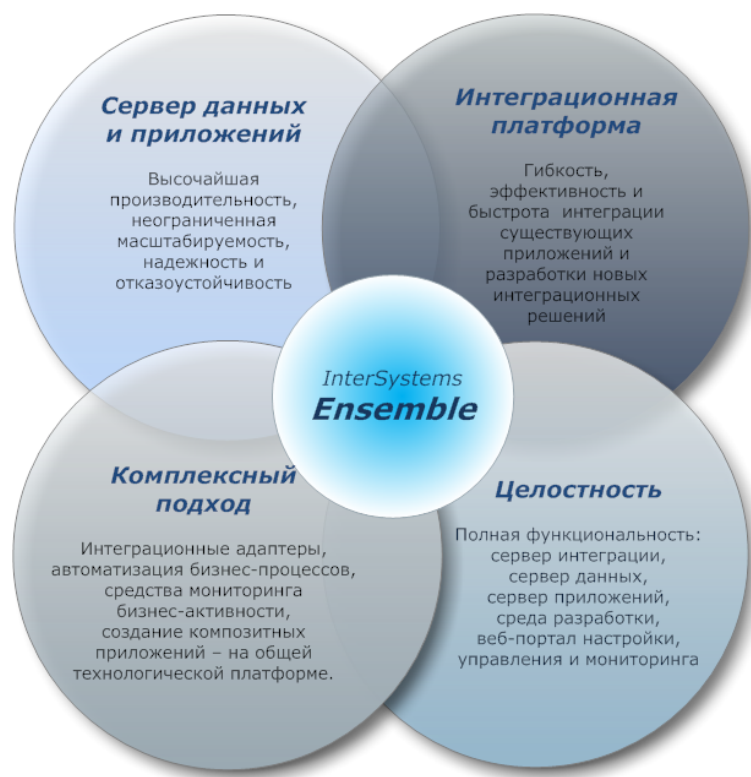 Сервер данных
и приложений
Высочайшая
производительность,
неограниченная
масштабируемость,
надежность и
отказоустойчивость
Интеграционная
платформа
Гибкость,
эффективность и
быстрота интеграции
существующих
приложений и
разработки новых
интеграционных
решений
InterSystems
Ensemble
Комплексный
подход
Интеграционные адаптеры,
автоматизация бизнес-процессов,
средства мониторинга
бизнес-активности,
создание композитных
приложений – на общей
технологической платформе.
Целостность
Полная функциональность:
сервер интеграции,
сервер данных,
сервер приложений,
среда разработки,
веб-портал настройки,
управления и мониторинга